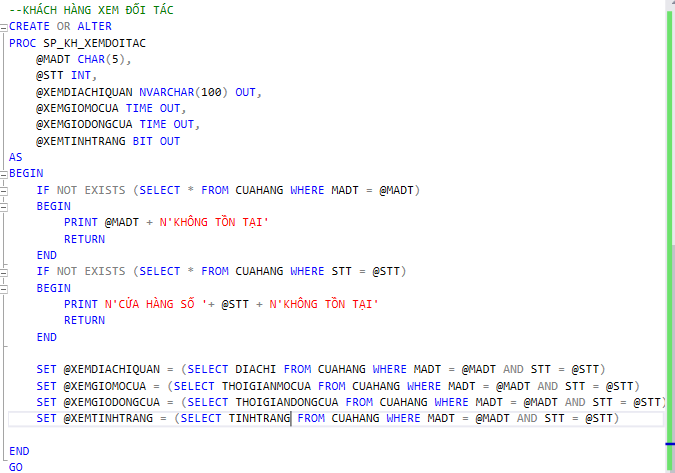 --KHÁCH HÀNG XEM ĐỐI TÁC
CREATE OR ALTER
PROC SP_KH_XEMDOITAC
@MADT CHAR(5),
@STT INT,
@XEMDIACHIQUAN NVARCHAR(100) OUT,
@XEMGIOMOCUA TIME OUT,
@XEMGIODONGCUA TIME OUT,
@XEMTINHTRANG BIT OUT
AS
BEGIN
IF NOT EXISTS (SELECT * FROM CUAHANG WHERE MADT = @MADT)
BEGIN
PRINT @MADT + N'KHÔNG TỒN TẠI'
RETURN
END
IF NOT EXISTS (SELECT * FROM CUAHANG WHERE STT = @STT)
BEGIN
PRINT N'CỬA HÀNG SỐ '+ @STT + N'KHÔNG TỒN TẠI'
RETURN
END
SET @XEMDIACHIQUAN = (SELECT DIACHI FROM CUAHANG WHERE MADT = @MADT AND STT = @STT)
SET @XEMGIOMOCUA = (SELECT THOIGIANMOCUA FROM CUAHANG WHERE MADT = @MADT AND STT = @STT)
SET @XEMGIODONGCUA = (SELECT THOIGIANDONGCUA FROM CUAHANG WHERE MADT = @MADT AND STT = @STT)
SET @XEMTINHTRANG = (SELECT TINHTRANG FROM CUAHANG WHERE MADT = @MADT AND STT = @STT)
END
GO